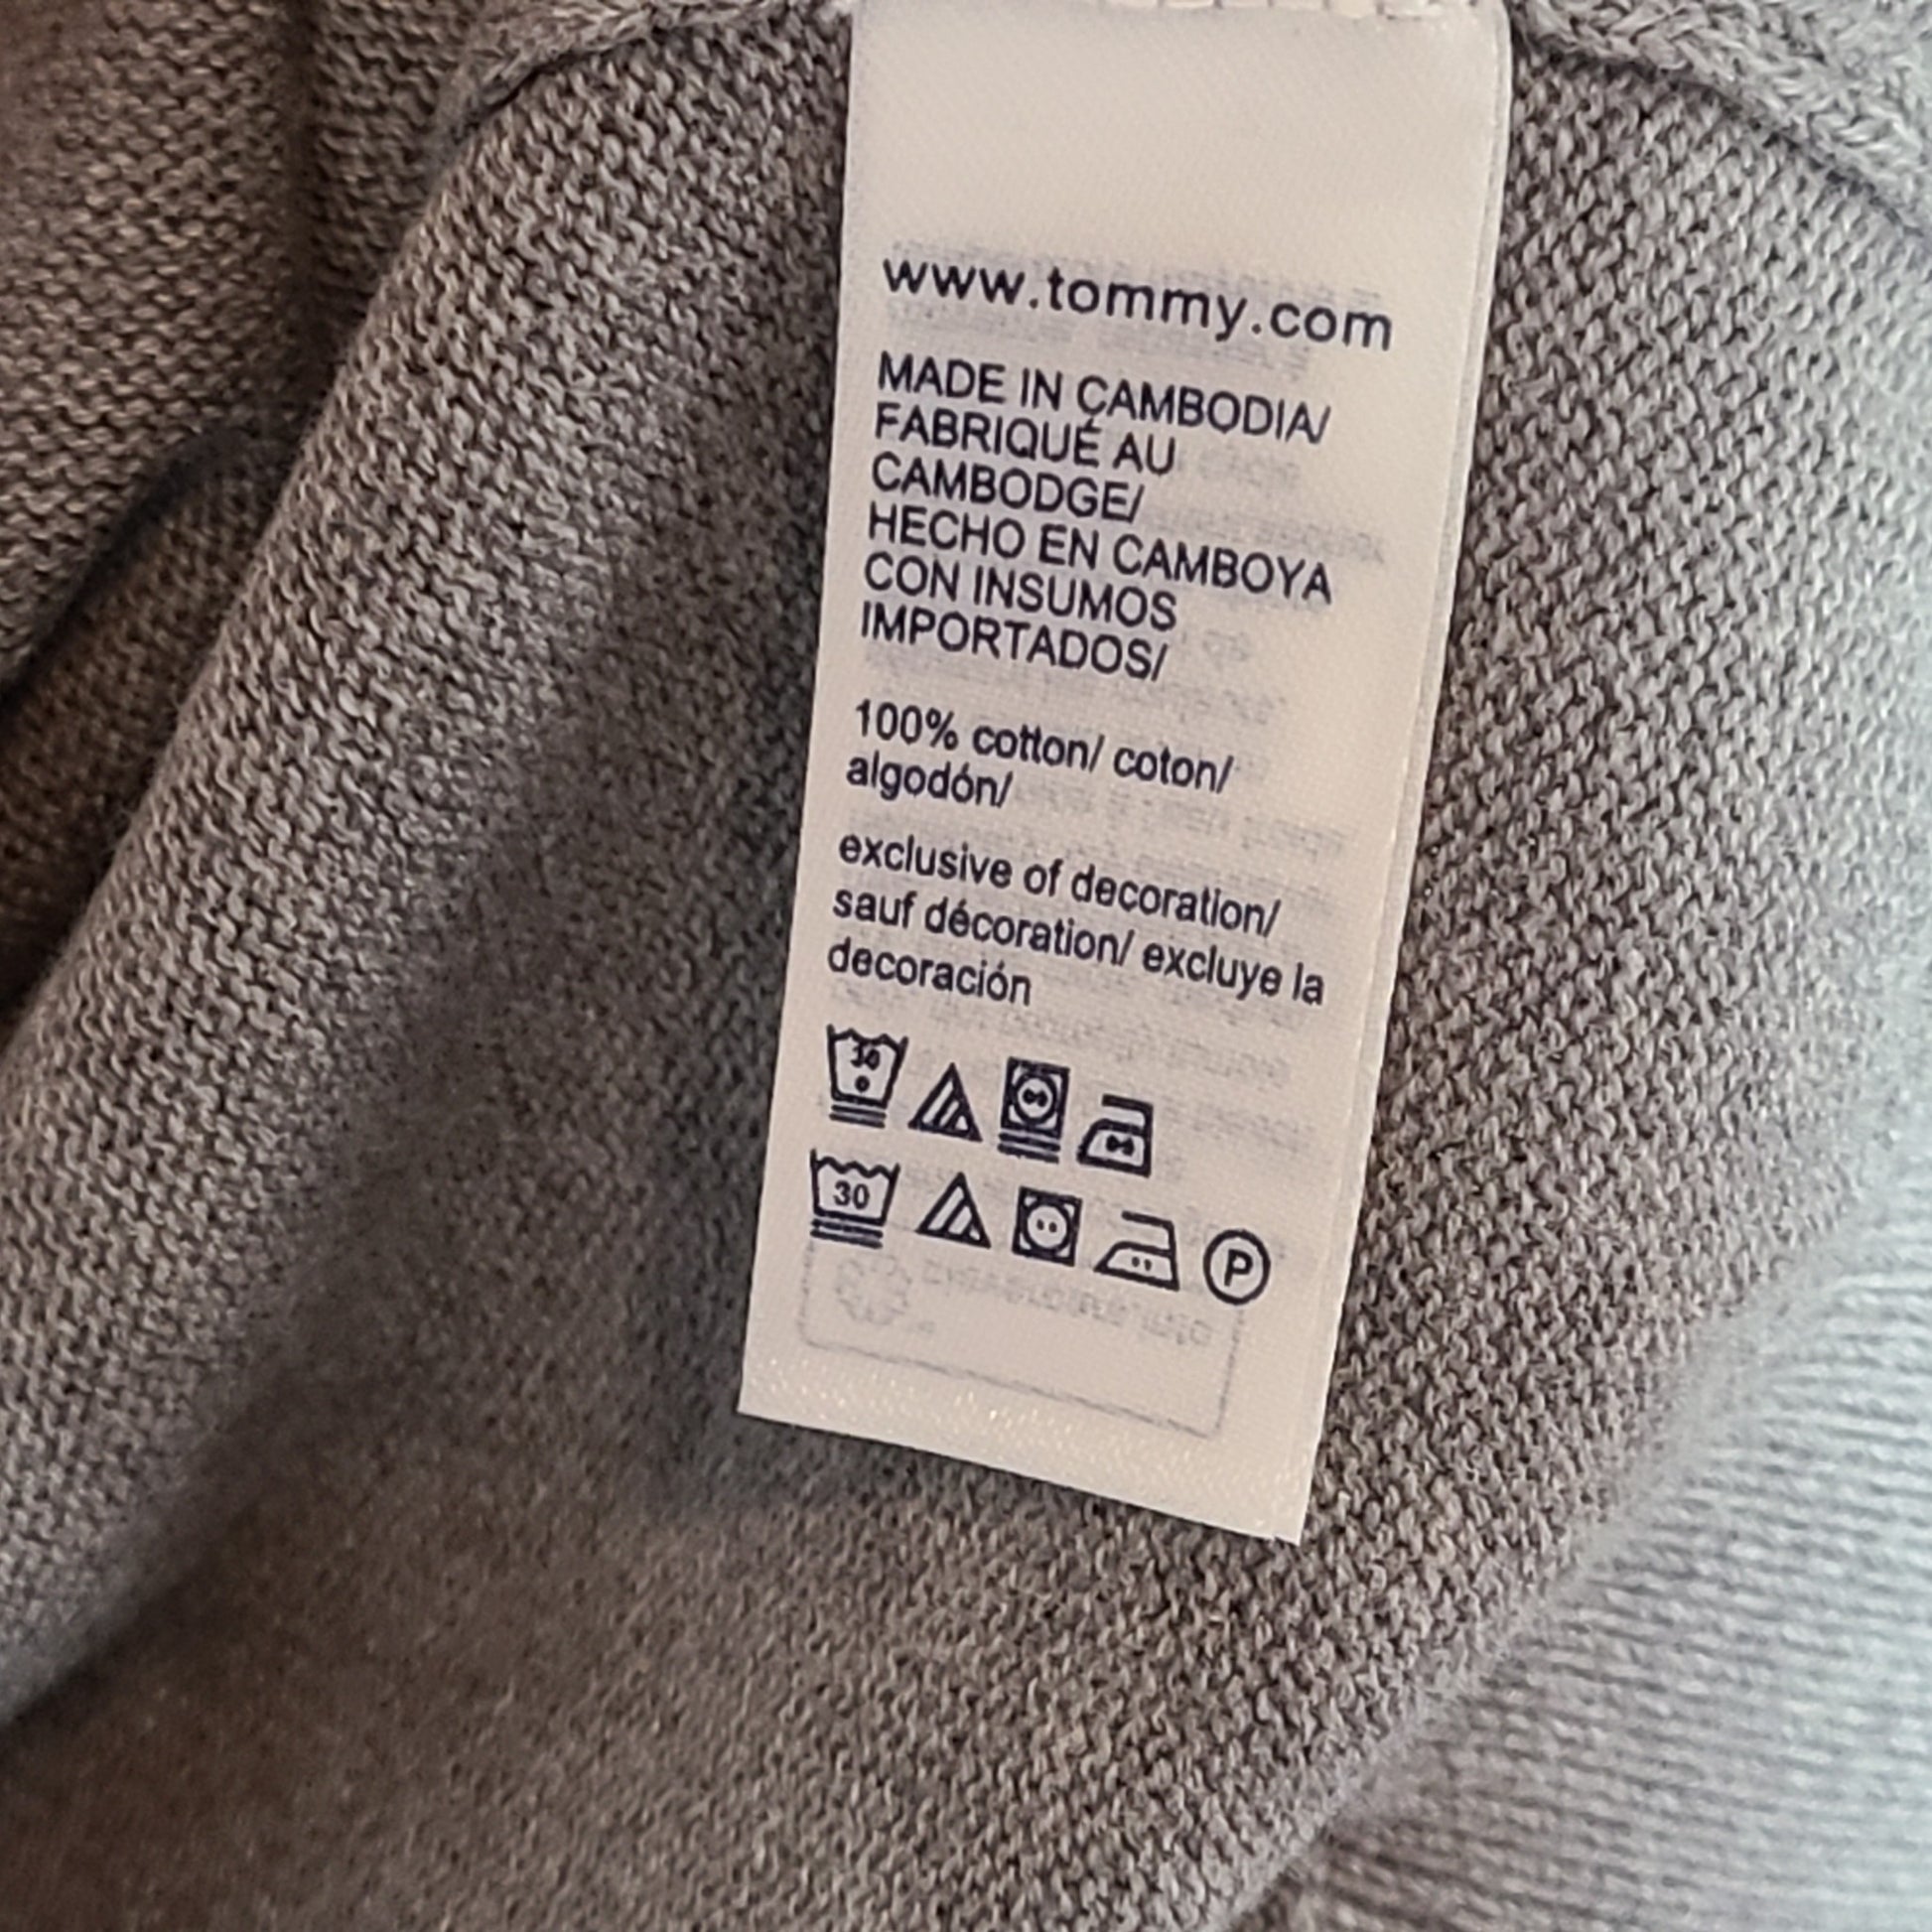 www.tommy.com
MADE IN CAMBODIA/
FABRIQUÉ AU
CAMBODGE/
HECHO EN CAMBOYA
CON INSUMOS
IMPORTADOS/
100% cotton/ coton/
algodón/
exclusive of decoration/
sauf décoration/ excluye la
decoración
30
30 P